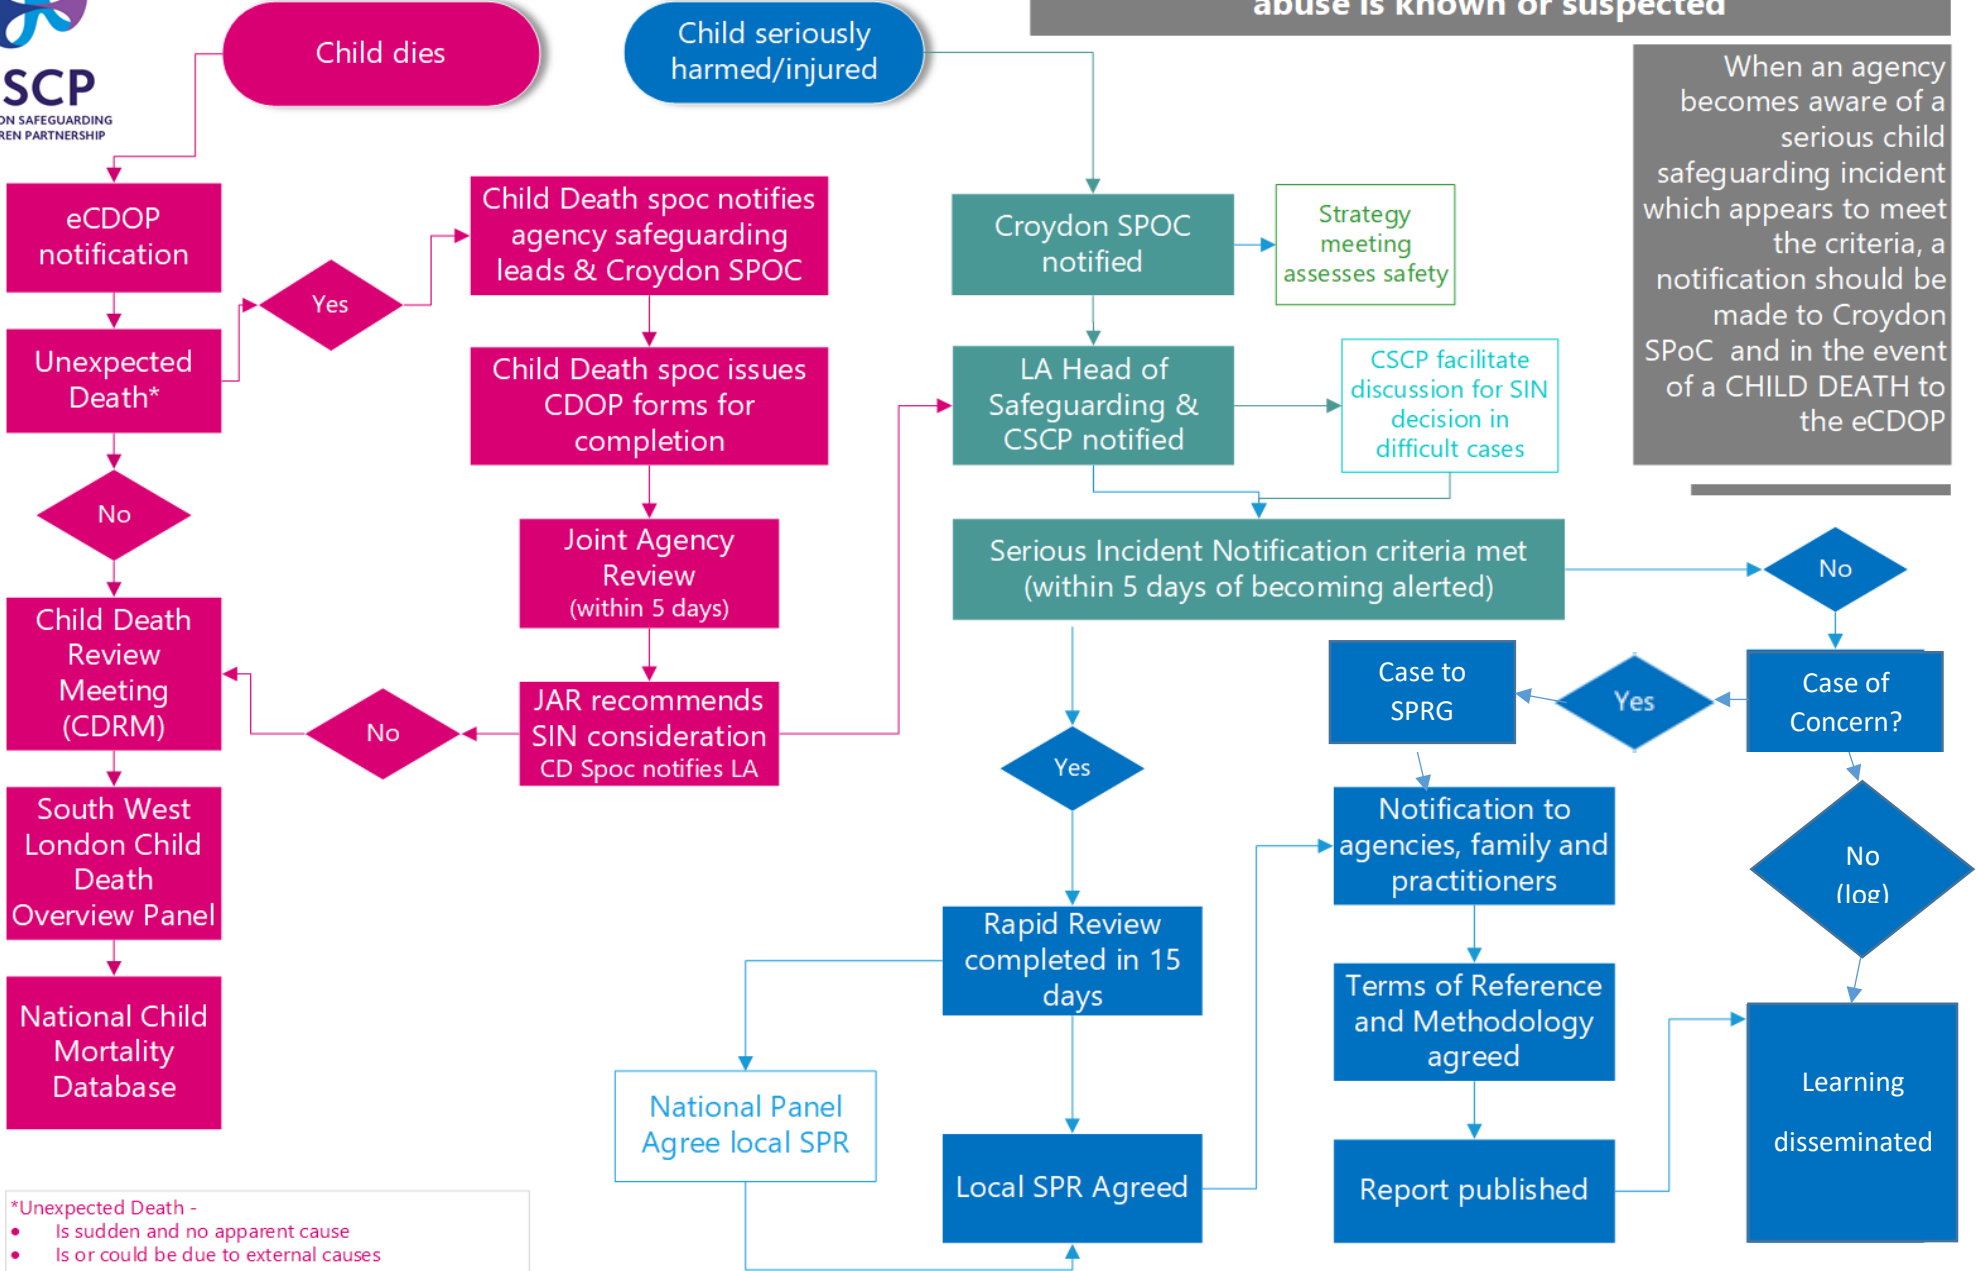 abuse is known or suspected
SCP
ON SAFEGUARDING
REN PARTNERSHIP
Child dies
Child seriously
harmed/injured
When an agency
becomes aware of a
serious child
safeguarding incident
which appears to meet
the criteria, a
notification should be
made to Croydon
SPoC and in the event
of a CHILD DEATH to
the eCDOP
eCDOP
notification
Unexpected
Death*
Yes
No
Child Death
Review
Meeting
(CDRM)
South West
London Child
Death
Overview Panel
National Child
Mortality
Database
Child Death spoc notifies
agency safeguarding
leads & Croydon SPOC
Child Death spoc issues
CDOP forms for
completion
Joint Agency
Review
(within 5 days)
JAR recommends
SIN consideration
CD Spoc notifies LA
No
Croydon SPOC
notified
Strategy
meeting
assesses safety
LA Head of
Safeguarding &
CSCP notified
CSCP facilitate
discussion for SIN
decision in
difficult cases
Serious Incident Notification criteria met
(within 5 days of becoming alerted)
No
Case of
Concern?
Yes
Case to
SPRG
No
(log)
Yes
Rapid Review
completed in 15
days
National Panel
Agree local SPR
Local SPR Agreed
Notification to
agencies, family and
practitioners
Terms of Reference
and Methodology
agreed
Report published
Learning
disseminated
*Unexpected Death -
• Is sudden and no apparent cause
• Is or could be due to external causes